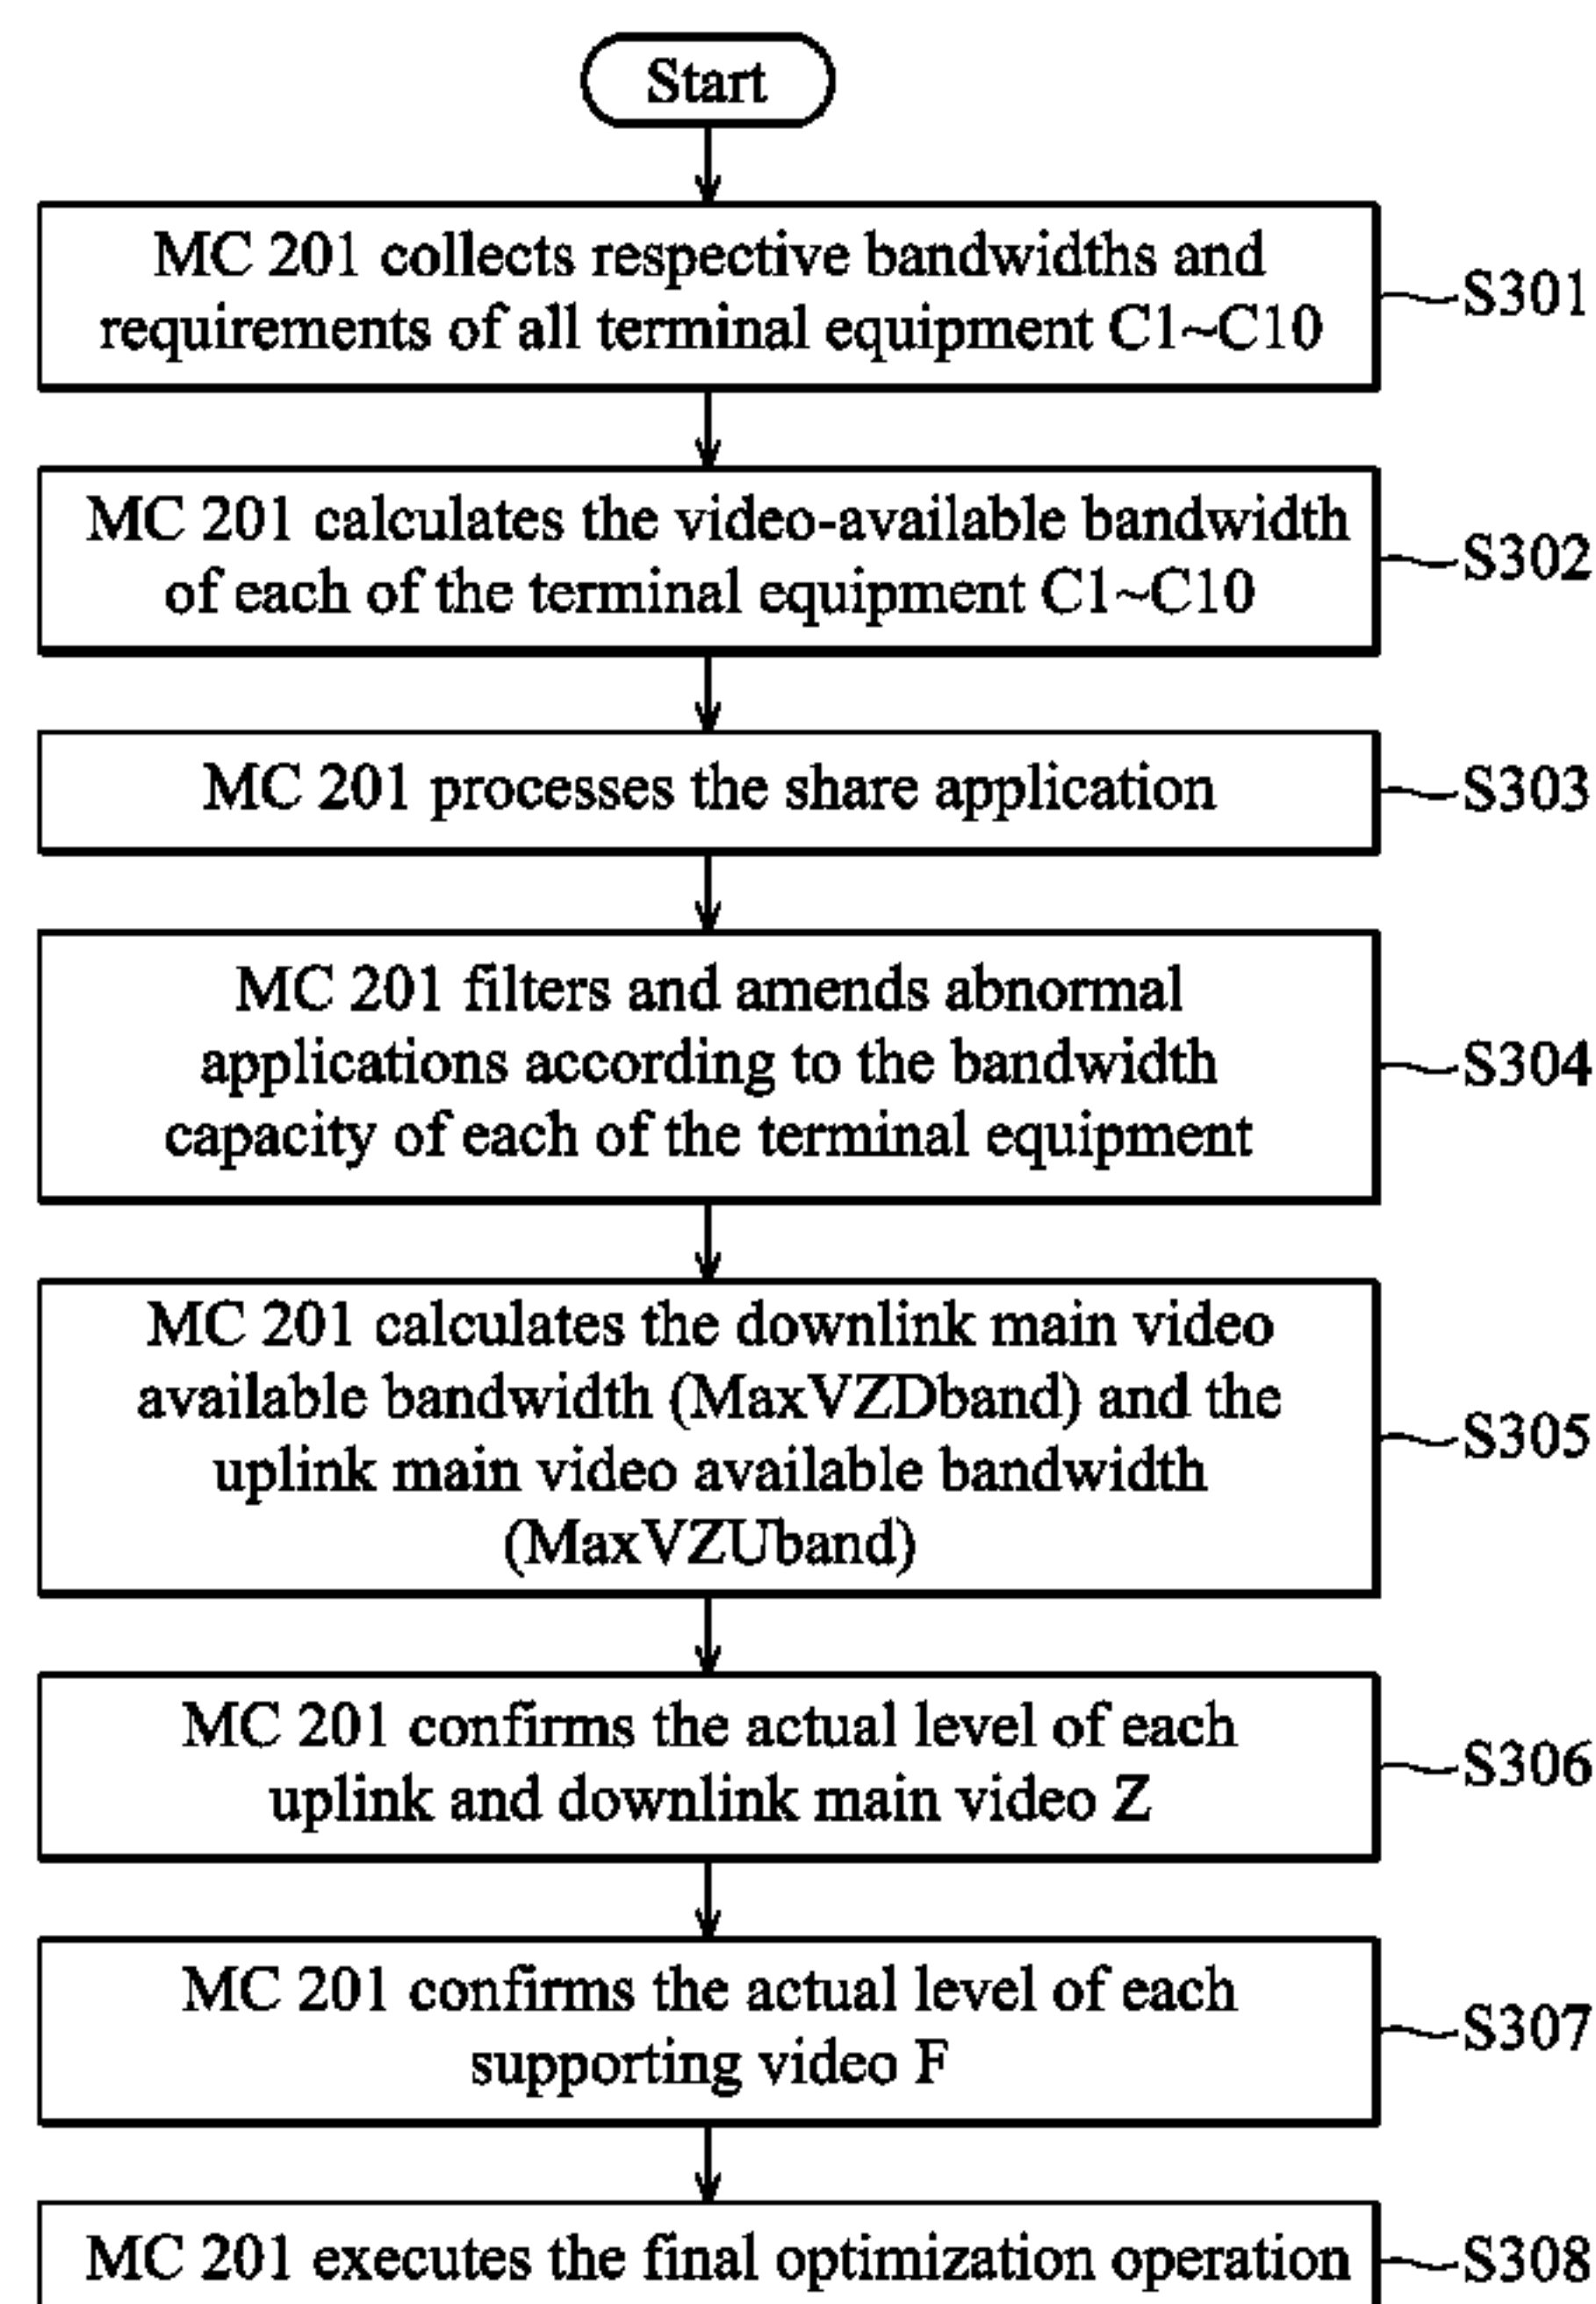 Start
MC 201 collects respective bandwidths and
requirements of all terminal equipment C1~C10
S301
MC 201 calculates the video-available bandwidth
of each of the terminal equipment C1~C10
S302
MC 201 processes the share application
S303
MC 201 filters and amends abnormal
applications according to the bandwidth
capacity of each of the terminal equipment
S304
MC 201 calculates the downlink main video
available bandwidth (MaxVZDband) and the
uplink main video available bandwidth
(MaxVZUband)
S305
MC 201 confirms the actual level of each
uplink and downlink main video Z
S306
MC 201 confirms the actual level of each
supporting video F
S307
MC 201 executes the final optimization operation
S308